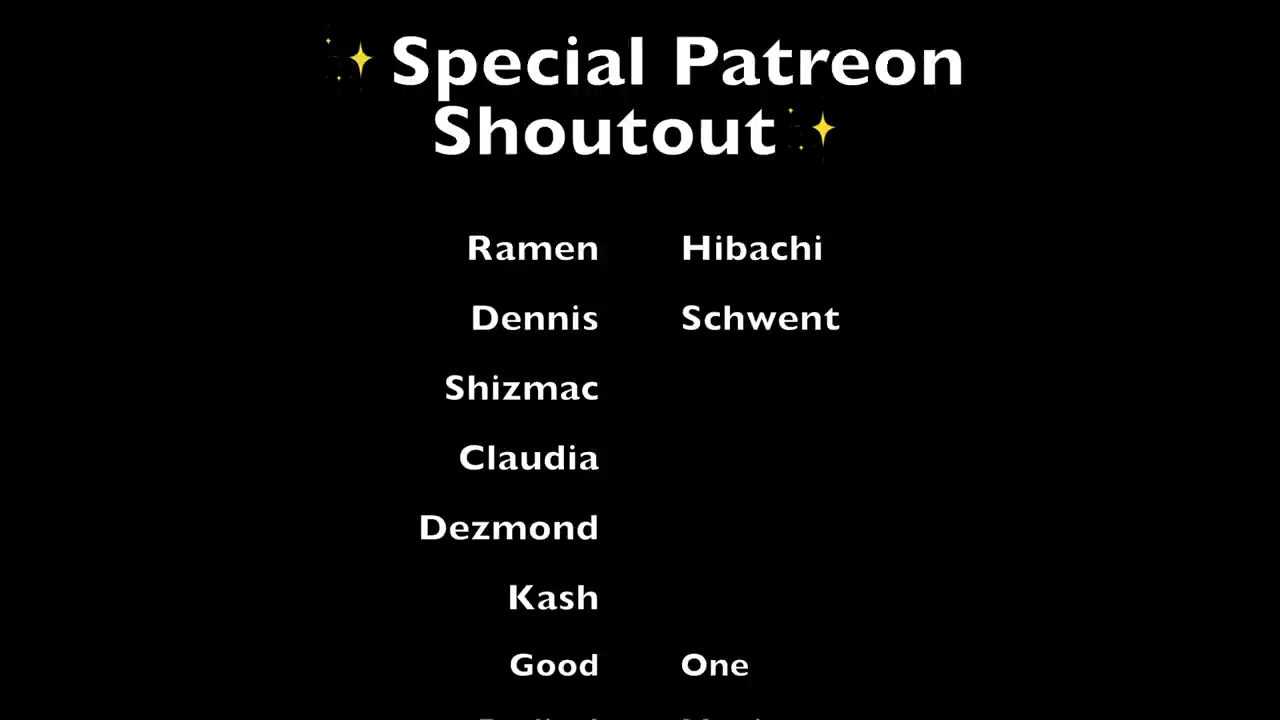 ✨Special Patreon
Shoutout✨
Ramen Hibachi
Dennis Schwent
Shizmac
Claudia
Dezmond
Kash
Good One